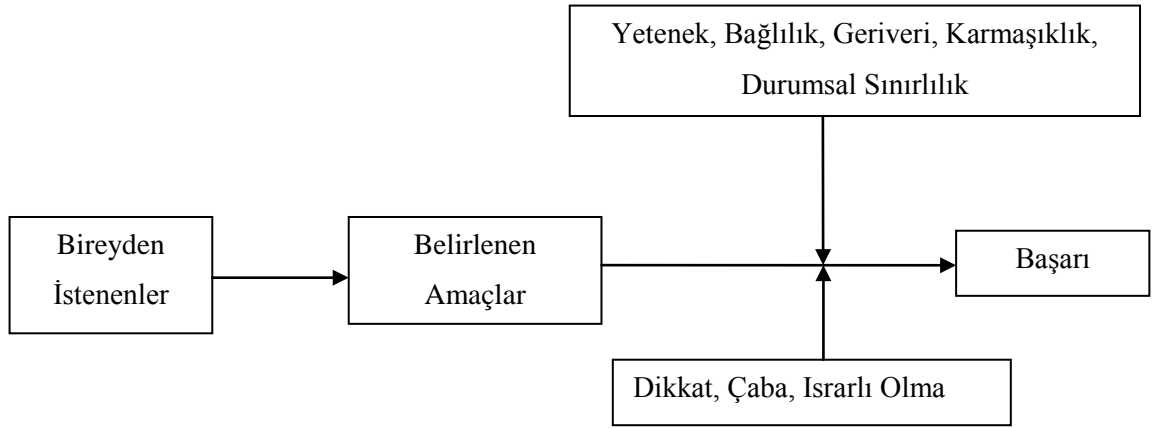 Yetenek, Bağlılık, Geriveri, Karmaşıklık,
Durumsal Sınırlılık
Bireyden
İstenenler
Belirlenen
Amaçlar
Başarı
Dikkat, Çaba, Israrlı Olma